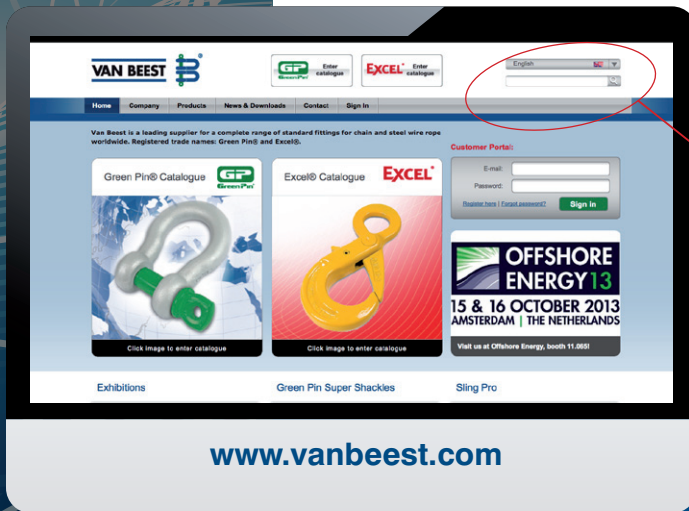 VAN BEEST
GP
Green Pin®
Enter
catalogue
EXCEL®
Enter
catalogue
English
Home Company Products News & Downloads Contact Sign In
Van Beest is a leading supplier for a complete range of standard fittings for chain and steel wire rope
worldwide. Registered trade names: Green Pin® and Excel®.
Customer Portal:
Green Pin® Catalogue
GP
Green Pin®
Excel® Catalogue
EXCEL®
E-mail:
Password:
Register here | Forgot password?
Sign in
OFFSHORE
ENERGY13
15 & 16 OCTOBER 2013
AMSTERDAM | THE NETHERLANDS
Click image to enter catalogue
Click image to enter catalogue
Visit us at Offshore Energy, booth 11.065!
Exhibitions
Green Pin Super Shackles
Sling Pro
www.vanbeest.com